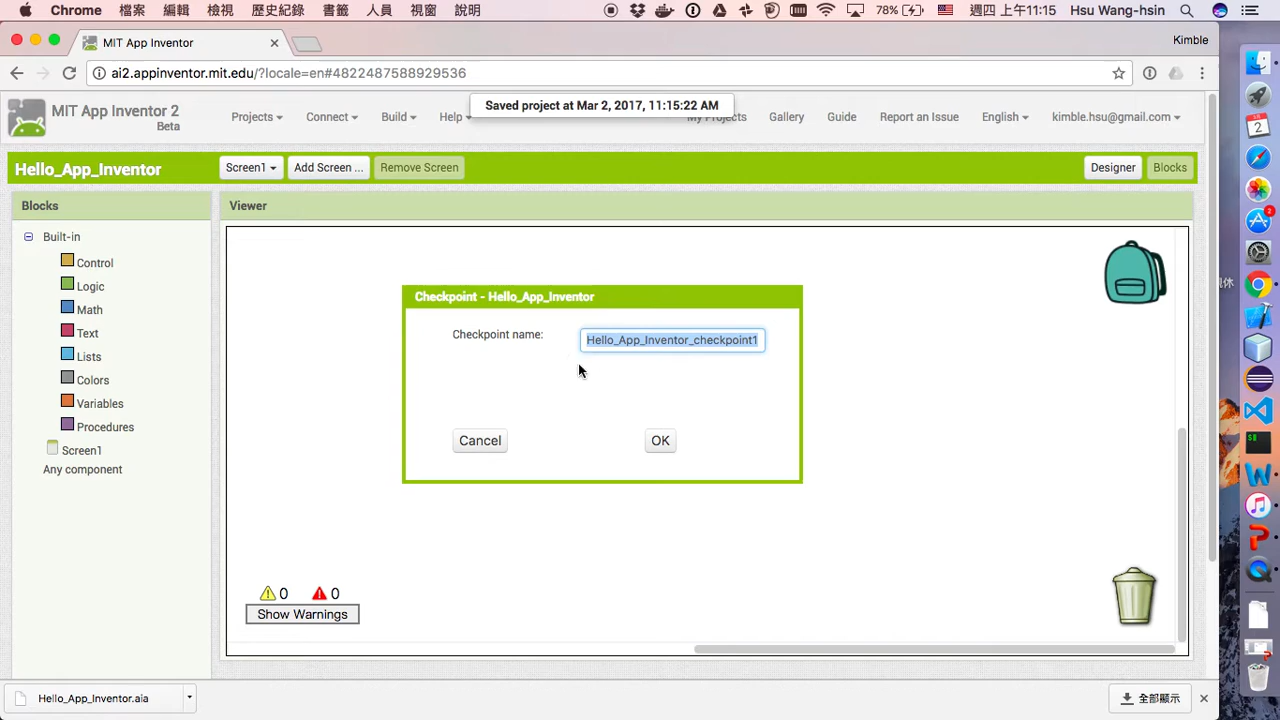 Chrome 檔案 編輯 檢視 歷史紀錄 書籤 人員 視窗 說明 78% 週四 上午11:15 Hsu Wang-hsin
MIT App Inventor
Kimble
ai2.appinventor.mit.edu/?locale=en#4822487588929536
Saved project at Mar 2, 2017, 11:15:22 AM
MIT App Inventor 2
Beta
Projects Connect Build Help My Projects Gallery Guide Report an Issue English kimble.hsu@gmail.com
Hello_App_Inventor Screen1 Add Screen ... Remove Screen Designer Blocks
Blocks
Viewer
Built-in
Control
Logic
Math
Text
Lists
Colors
Variables
Procedures
Screen1
Any component
Checkpoint - Hello_App_Inventor
Checkpoint name: Hello_App_Inventor_checkpoint1
Cancel OK
0 0
Show Warnings
Hello_App_Inventor.aia
全部顯示
2
2